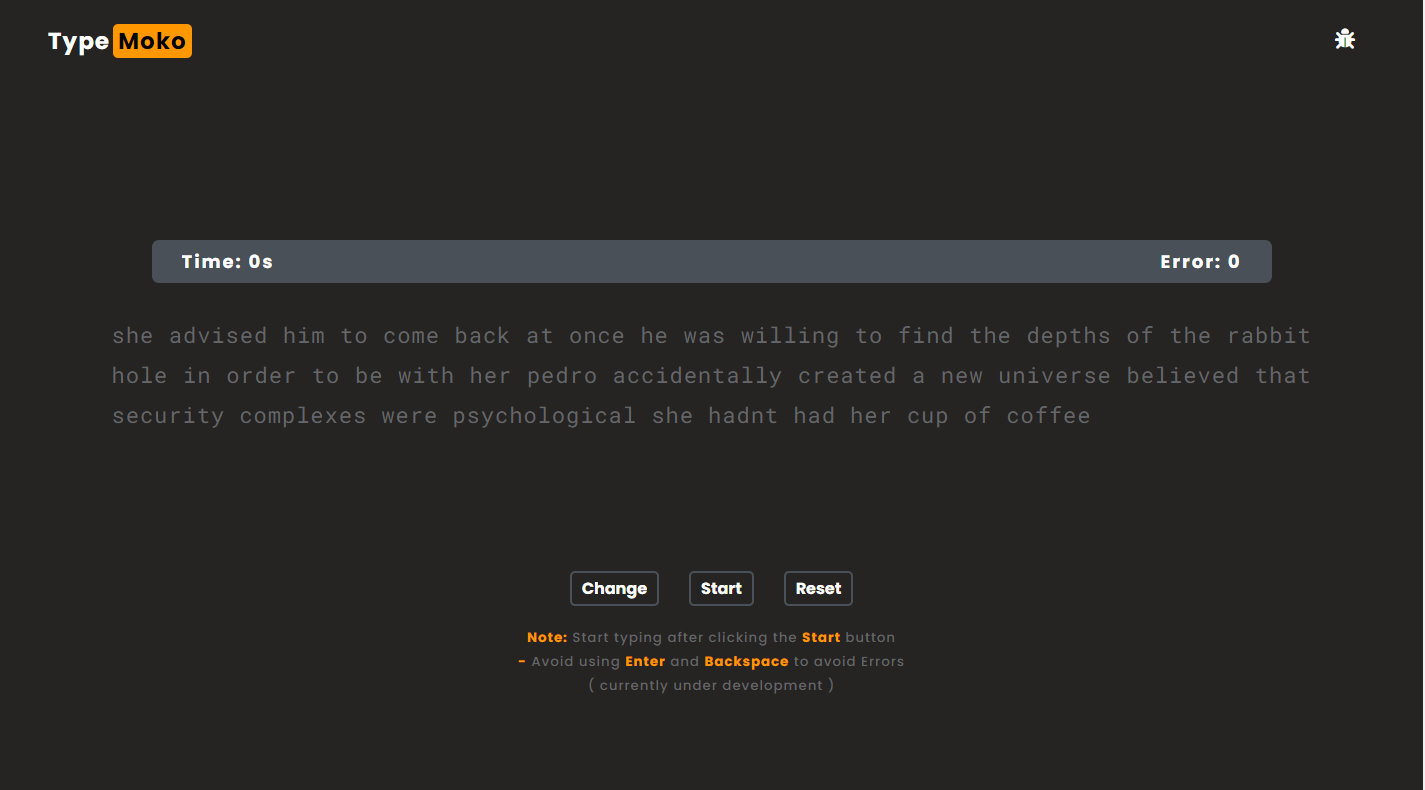 Type Moko
Time: 0s Error: 0
she advised him to come back at once he was willing to find the depths of the rabbit
hole in order to be with her pedro accidentally created a new universe believed that
security complexes were psychological she hadnt had her cup of coffee
Change Start Reset
Note: Start typing after clicking the Start button
- Avoid using Enter and Backspace to avoid Errors
( currently under development )